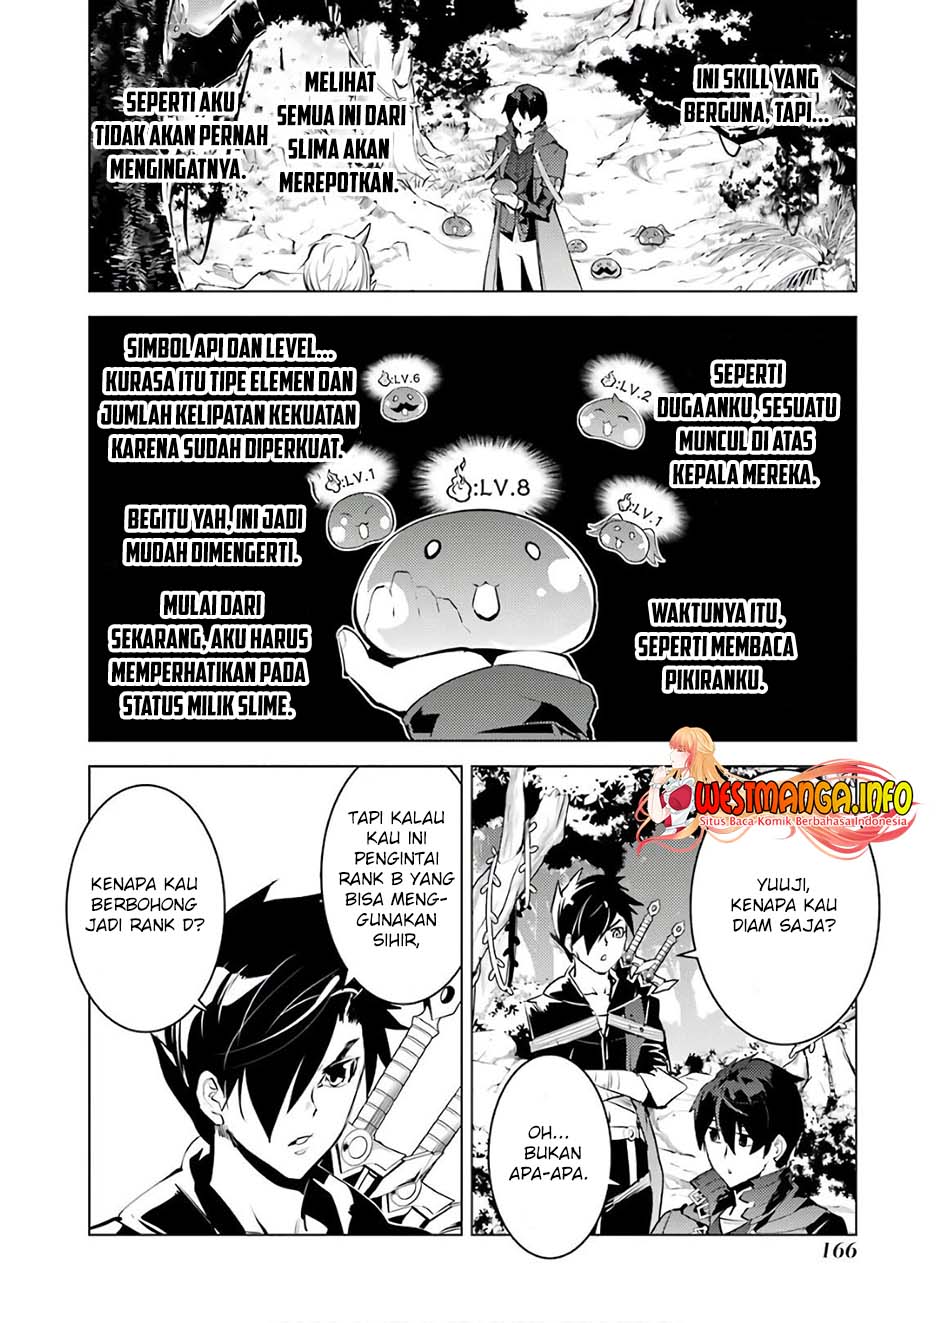 INI SKILL YANG
BERGUNA, TAPI...
MELIHAT
SEMUA INI DARI
SLIMA AKAN
MEREPOTKAN.
SEPERTI AKU
TIDAK AKAN PERNAH
MENGINGATNYA.
SEPERTI
DUGAANKU, SESUATU
MUNCUL DI ATAS
KEPALA MEREKA.
:LV.6
:LV.2
:LV.1
:LV.8
:LV.1
WAKTUNYA ITU,
SEPERTI MEMBACA
PIKIRANKU.
SIMBOL API DAN LEVEL...
KURASA ITU TIPE ELEMEN DAN
JUMLAH KELIPATAN KEKUATAN
KARENA SUDAH DIPERKUAT.
BEGITU YAH, INI JADI
MUDAH DIMENGERTI.
MULAI DARI
SEKARANG, AKU HARUS
MEMPERHATIKAN PADA
STATUS MILIK SLIME.
WESTMANGA.INFO
Situs Baca Komik Berbahasa Indonesia
YUUJI,
KENAPA KAU
DIAM SAJA?
OH...
BUKAN
APA-APA.
TAPI KALAU
KAU INI
PENGINTAI
RANK B YANG
BISA MENG-
GUNAKAN
SIHIR,
KENAPA KAU
BERBOHONG
JADI RANK D?
166